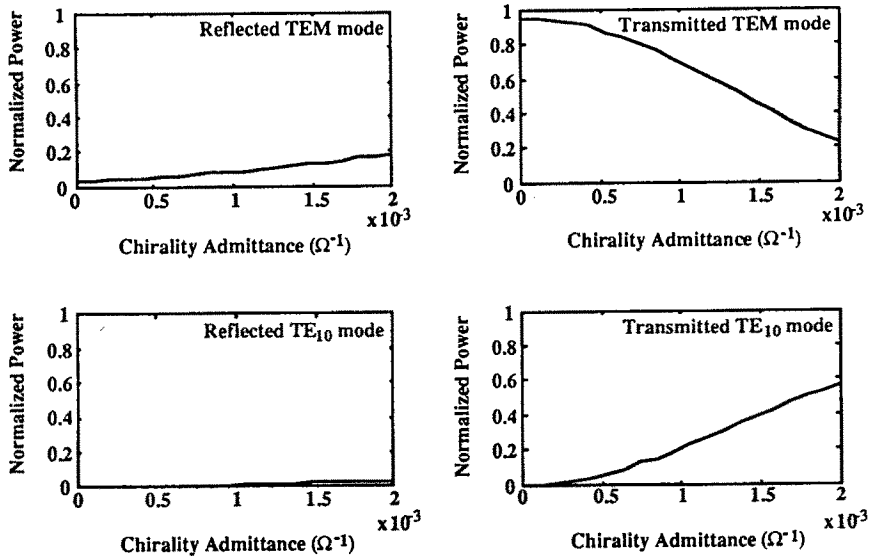 Reflected TEM mode
Normalized Power
1
0.8
0.6
0.4
0.2
0
0 0.5 1 1.5 2
x10⁻³
Chirality Admittance (Ω⁻¹)
Transmitted TEM mode
Normalized Power
1
0.8
0.6
0.4
0.2
0
0 0.5 1 1.5 2
x10⁻³
Chirality Admittance (Ω⁻¹)
Reflected TE₁₀ mode
Normalized Power
1
0.8
0.6
0.4
0.2
0
0 0.5 1 1.5 2
x10⁻³
Chirality Admittance (Ω⁻¹)
Transmitted TE₁₀ mode
Normalized Power
1
0.8
0.6
0.4
0.2
0
0 0.5 1 1.5 2
x10⁻³
Chirality Admittance (Ω⁻¹)